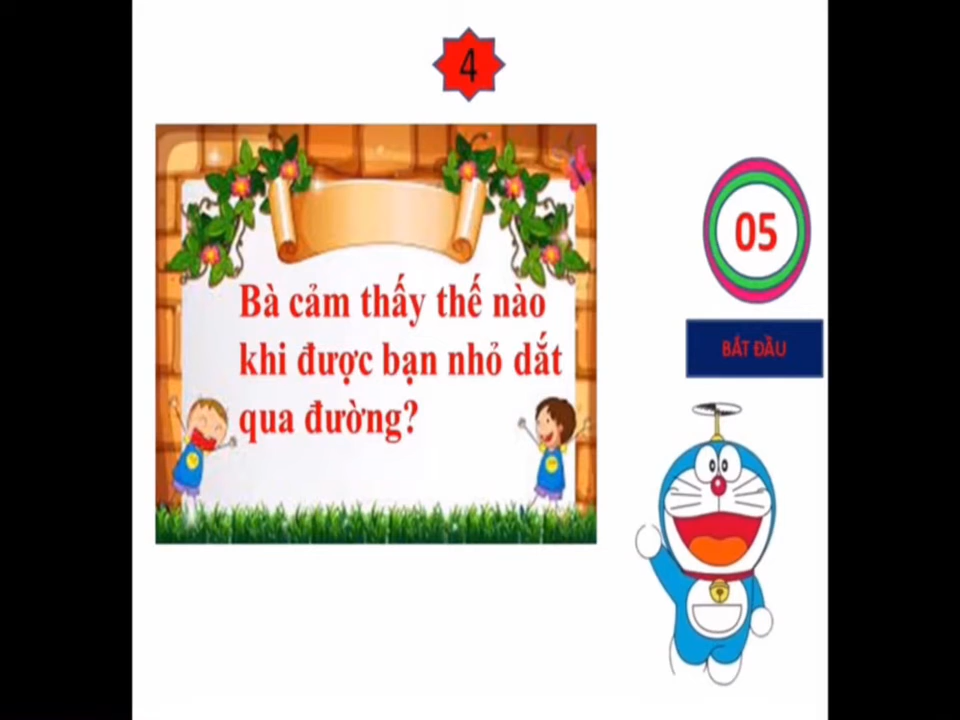 4
Bà cảm thấy thế nào
khi được bạn nhỏ dắt
qua đường?
05
BẮT ĐẦU